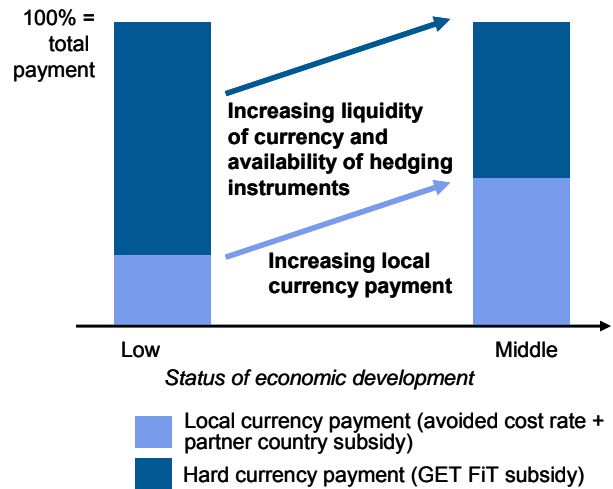 100% =
total
payment
Increasing liquidity
of currency and
availability of hedging
instruments
Increasing local
currency payment
Low
Middle
Status of economic development
Local currency payment (avoided cost rate +
partner country subsidy)
Hard currency payment (GET FiT subsidy)